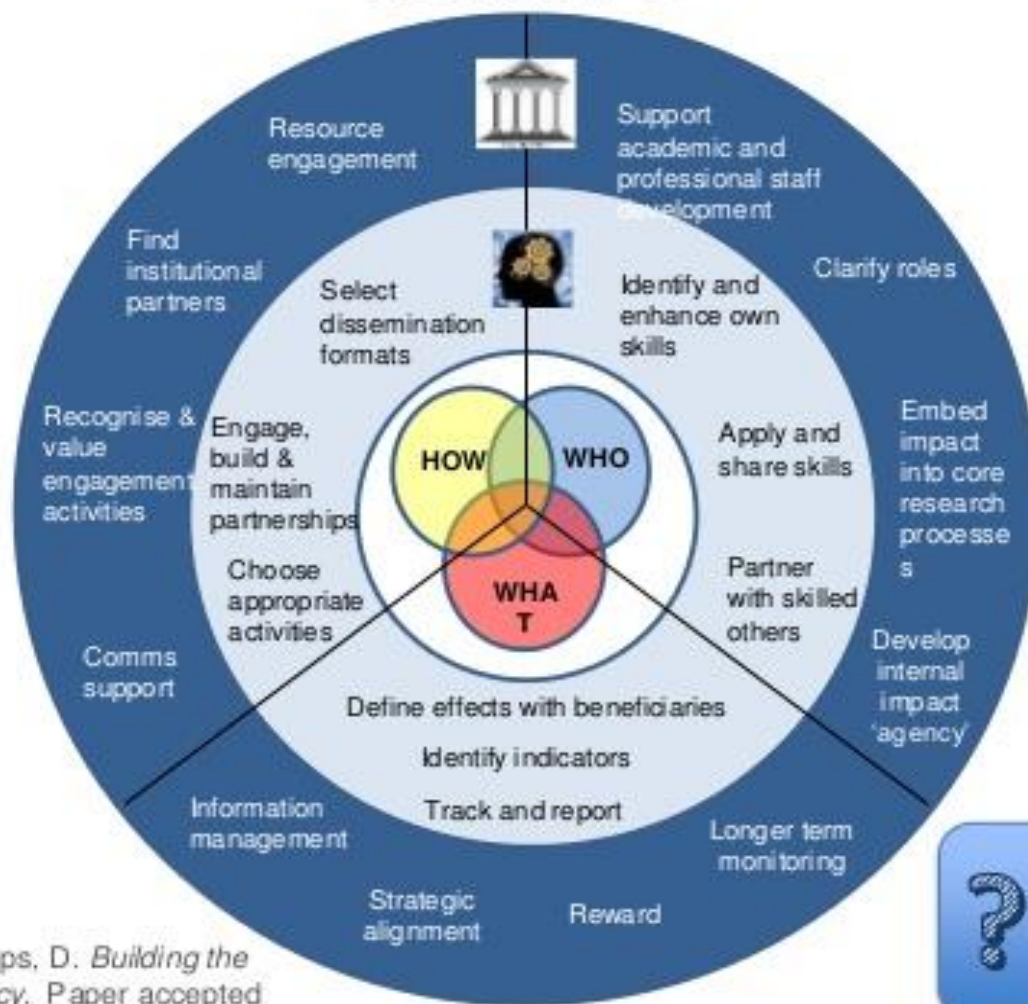 Resource
engagement
Support
academic and
professional staff
development
Find
institutional
partners
Clarify roles
Select
dissemination
formats
Identify and
enhance own
skills
Recognise &
value
engagement
activities
Engage,
build &
maintain
partnerships
HOW
WHO
Apply and
share skills
Embed
impact
into core
research
processe
s
Choose
appropriate
activities
WHA
T
Partner
with skilled
others
Comms
support
Develop
internal
impact
'agency'
Define effects with beneficiaries
Identify indicators
Track and report
Information
management
Longer term
monitoring
Strategic
alignment
Reward
?
ps, D. Building the
cy. Paper accepted